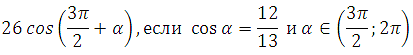 26 cos(3π/2 + α), если cos α = 12/13 и α ∈ (3π/2; 2π)